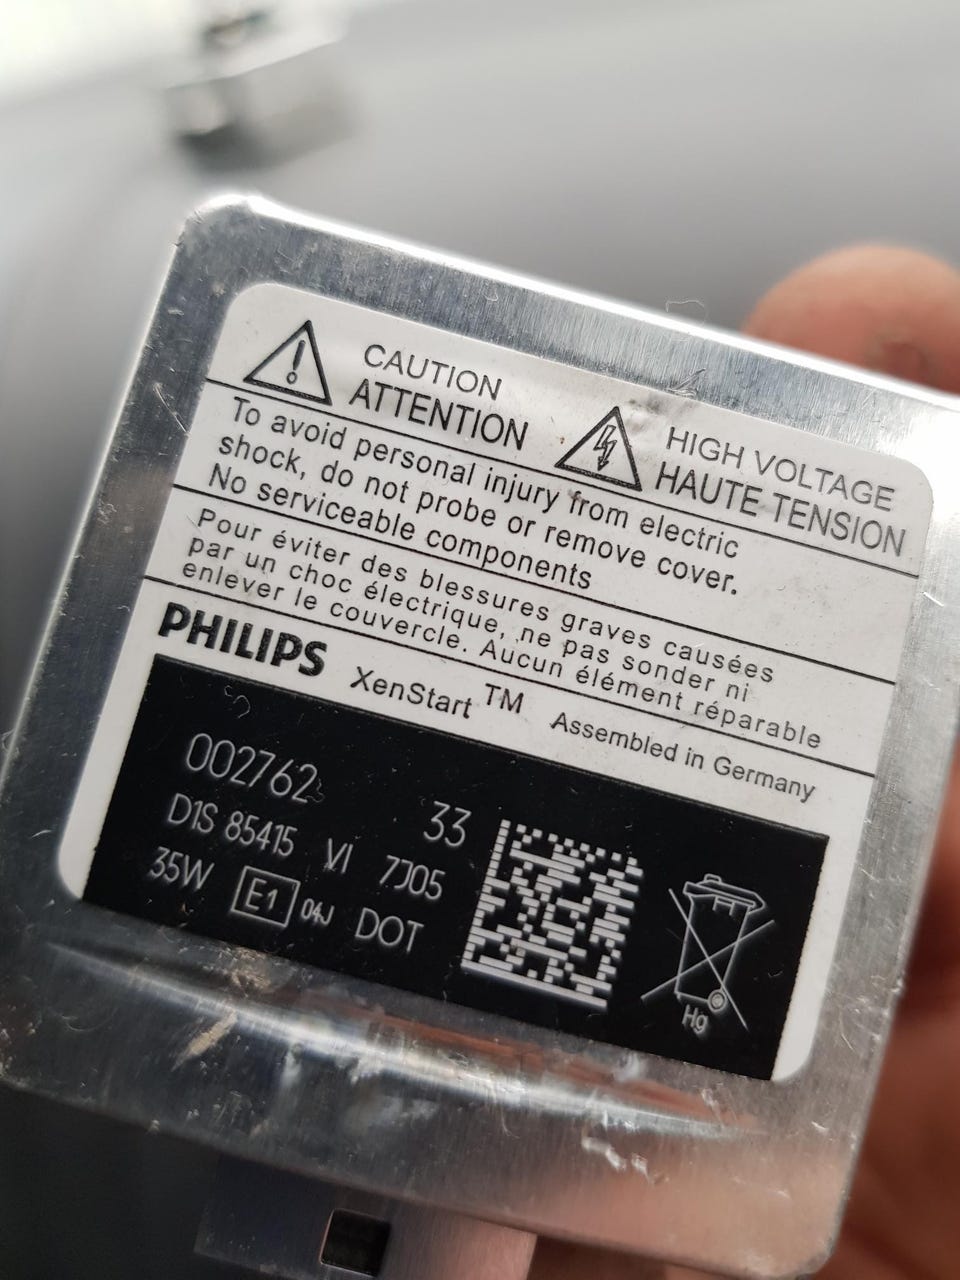 CAUTION
ATTENTION
HIGH VOLTAGE
HAUTE TENSION
To avoid personal injury from electric
shock, do not probe or remove cover.
No serviceable components
Pour éviter des blessures graves causées
par un choc électrique, ne pas sonder ni
enlever le couvercle. Aucun élément réparable
PHILIPS XenStart™ Assembled in Germany
002762 33
D1S 85415 VI 7J05
35W E1 04J DOT
Hg